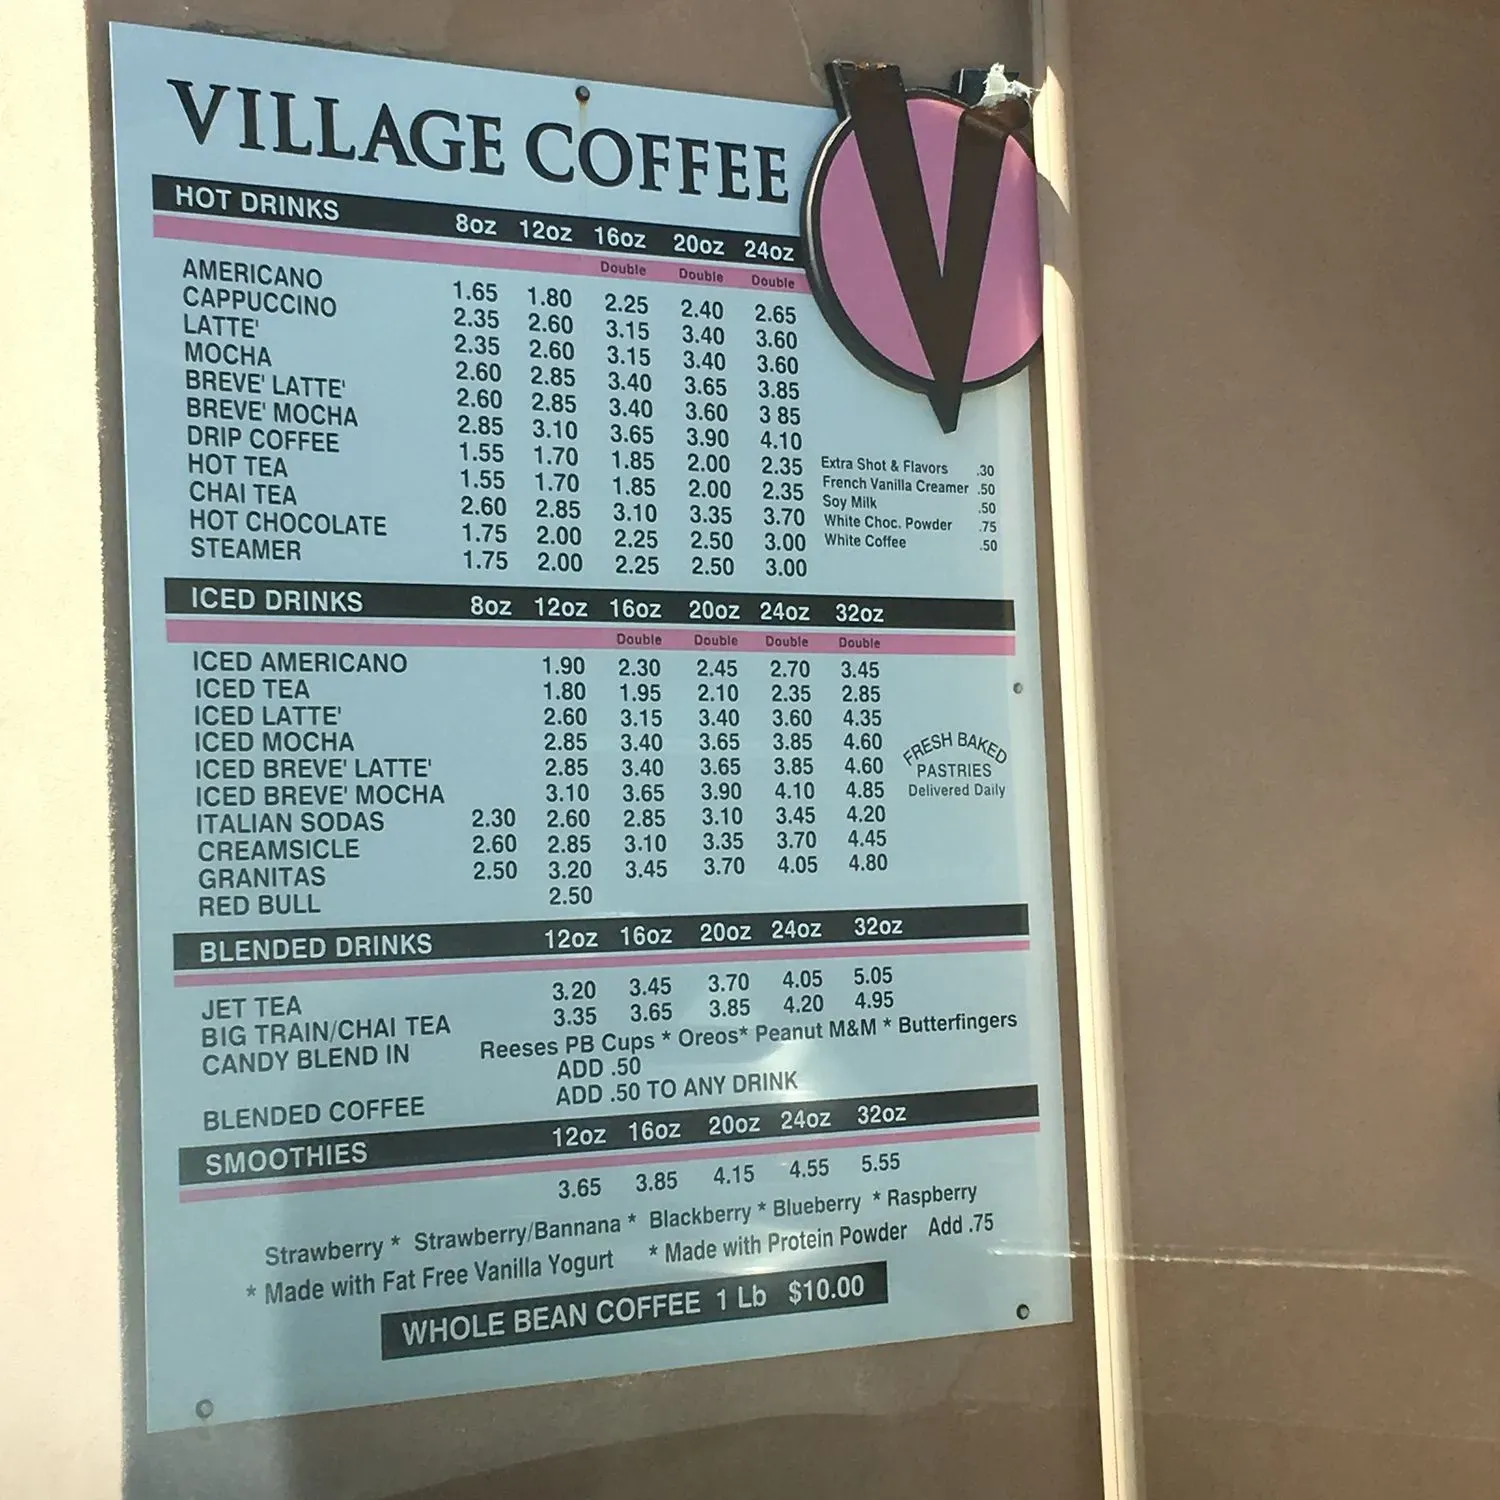 VILLAGE COFFEE
V
HOT DRINKS 8oz 12oz 16oz 20oz 24oz
Double Double Double
AMERICANO 1.65 1.80 2.25 2.40 2.65
CAPPUCCINO 2.35 2.60 3.15 3.40 3.60
LATTE' 2.35 2.60 3.15 3.40 3.60
MOCHA 2.60 2.85 3.40 3.65 3.85
BREVE' LATTE' 2.60 2.85 3.40 3.60 3 85
BREVE' MOCHA 2.85 3.10 3.65 3.90 4.10
DRIP COFFEE 1.55 1.70 1.85 2.00 2.35
HOT TEA 1.55 1.70 1.85 2.00 2.35
CHAI TEA 2.60 2.85 3.10 3.35 3.70
HOT CHOCOLATE 1.75 2.00 2.25 2.50 3.00
STEAMER 1.75 2.00 2.25 2.50 3.00
Extra Shot & Flavors .30
French Vanilla Creamer .50
Soy Milk .50
White Choc. Powder .75
White Coffee .50
ICED DRINKS 8oz 12oz 16oz 20oz 24oz 32oz
Double Double Double Double
ICED AMERICANO 1.90 2.30 2.45 2.70 3.45
ICED TEA 1.80 1.95 2.10 2.35 2.85
ICED LATTE' 2.60 3.15 3.40 3.60 4.35
ICED MOCHA 2.85 3.40 3.65 3.85 4.60
ICED BREVE' LATTE' 2.85 3.40 3.65 3.85 4.60
ICED BREVE' MOCHA 3.10 3.65 3.90 4.10 4.85
ITALIAN SODAS 2.30 2.60 2.85 3.10 3.45 4.20
CREAMSICLE 2.60 2.85 3.10 3.35 3.70 4.45
GRANITAS 2.50 3.20 3.45 3.70 4.05 4.80
RED BULL 2.50
FRESH BAKED
PASTRIES
Delivered Daily
BLENDED DRINKS 12oz 16oz 20oz 24oz 32oz
JET TEA 3.20 3.45 3.70 4.05 5.05
BIG TRAIN/CHAI TEA 3.35 3.65 3.85 4.20 4.95
CANDY BLEND IN Reeses PB Cups * Oreos* Peanut M&M * Butterfingers
ADD .50
BLENDED COFFEE ADD .50 TO ANY DRINK
SMOOTHIES 12oz 16oz 20oz 24oz 32oz
3.65 3.85 4.15 4.55 5.55
Strawberry * Strawberry/Bannana * Blackberry * Blueberry * Raspberry
* Made with Fat Free Vanilla Yogurt * Made with Protein Powder Add .75
WHOLE BEAN COFFEE 1 Lb $10.00